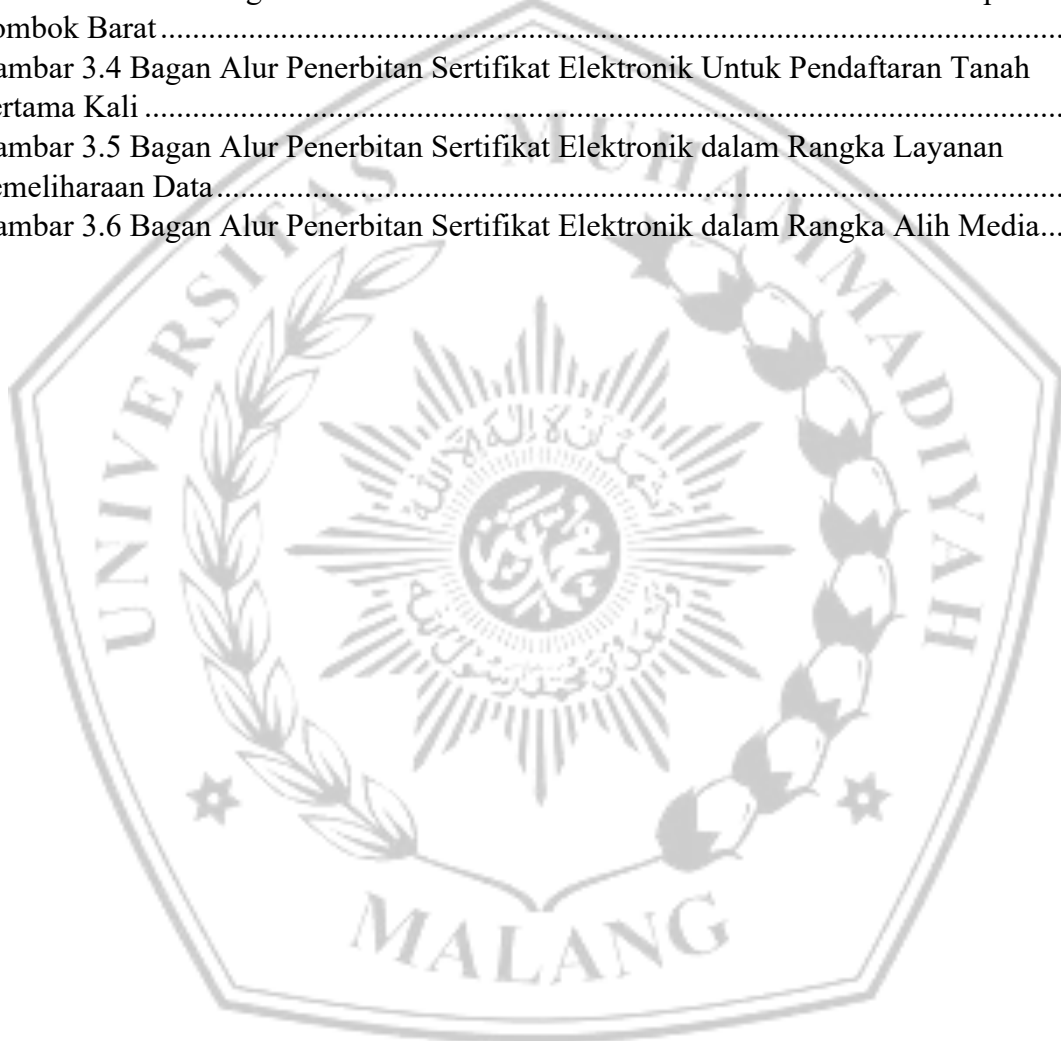 ombok Barat
ambar 3.4 Bagan Alur Penerbitan Sertifikat Elektronik Untuk Pendaftaran Tanah
ertama Kali
ambar 3.5 Bagan Alur Penerbitan Sertifikat Elektronik dalam Rangka Layanan
emeliharaan Data
ambar 3.6 Bagan Alur Penerbitan Sertifikat Elektronik dalam Rangka Alih Media...
UNIVERSITAS MUHAMMADIYAH
MALANG